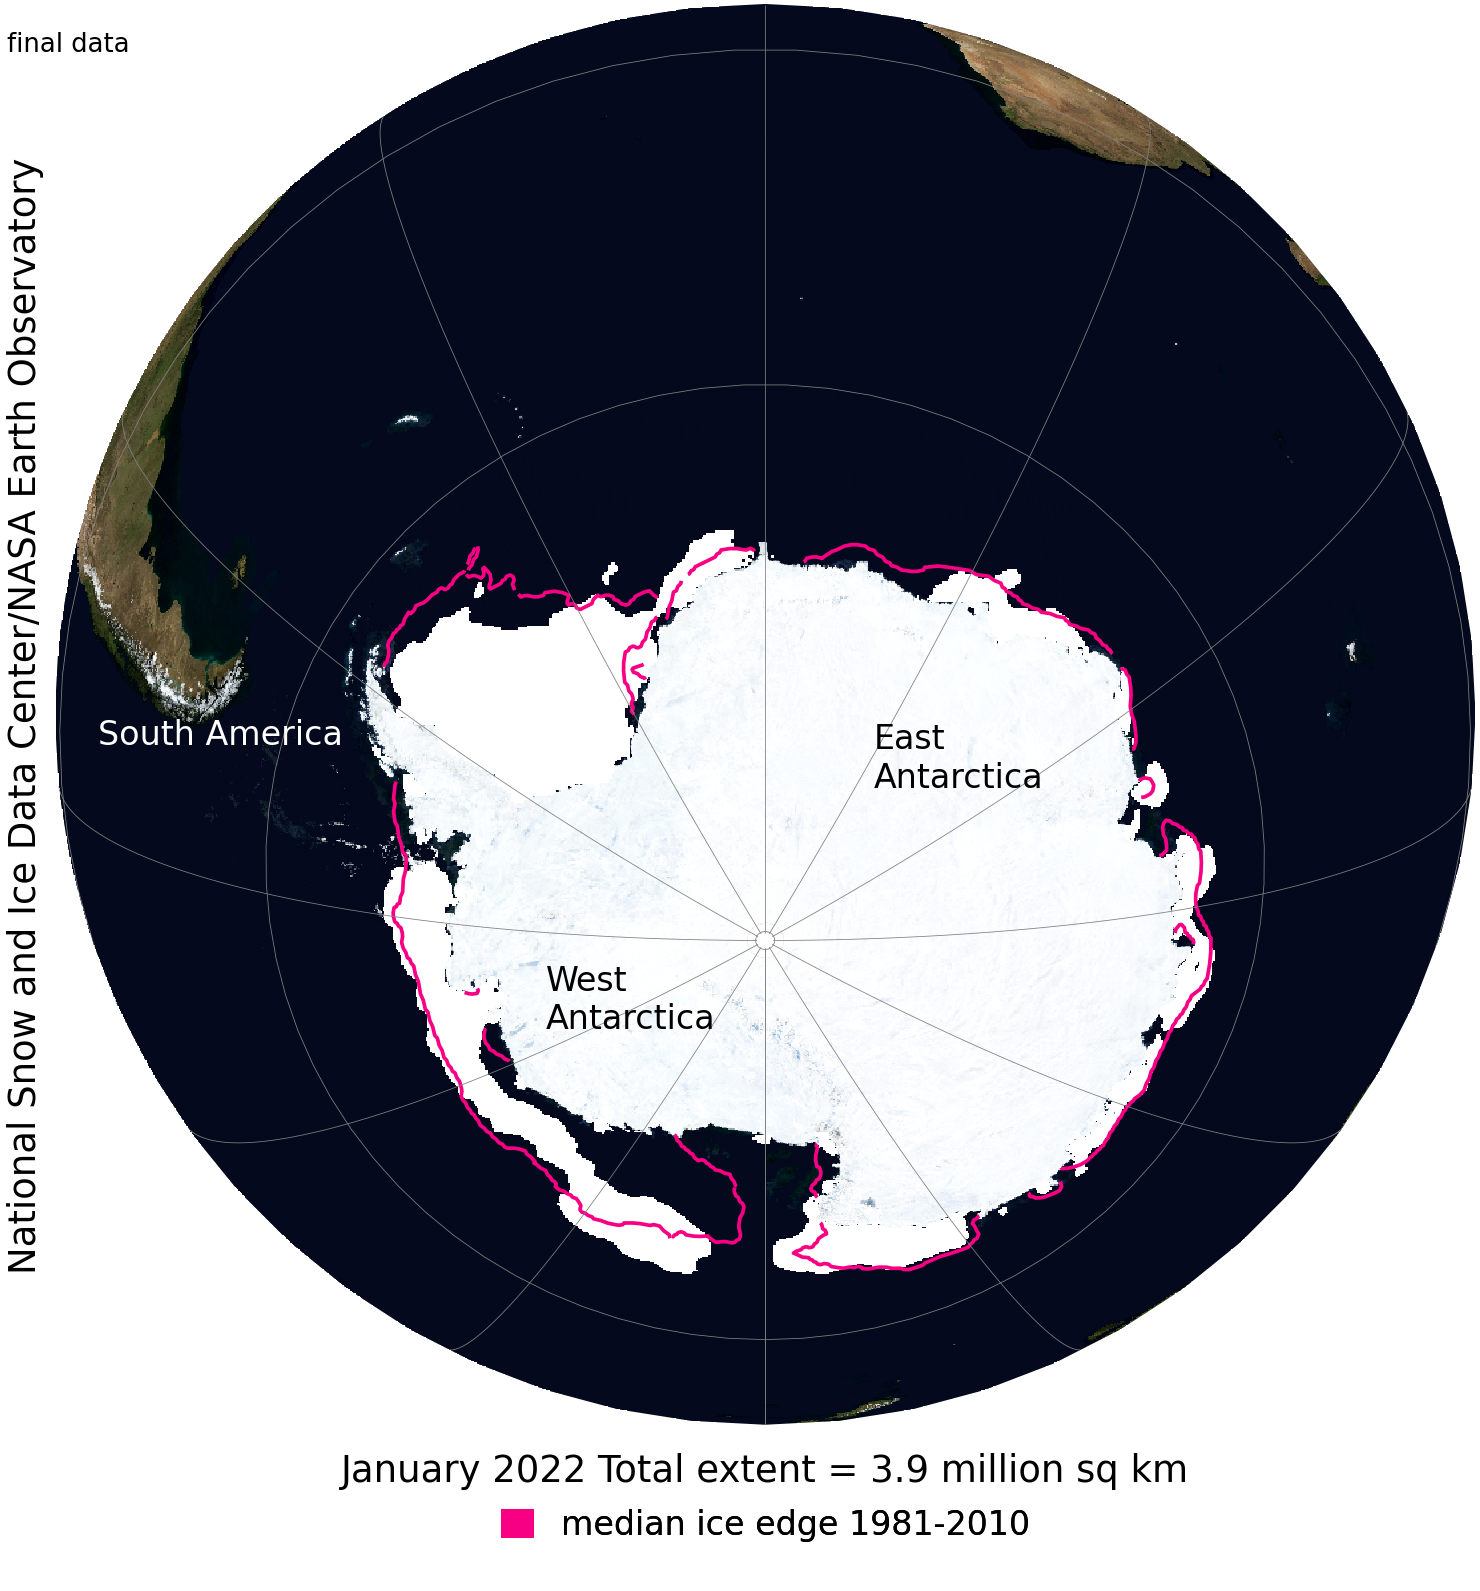 final data
National Snow and Ice Data Center/NASA Earth Observatory
South America
East
Antarctica
West
Antarctica
January 2022 Total extent = 3.9 million sq km
median ice edge 1981-2010